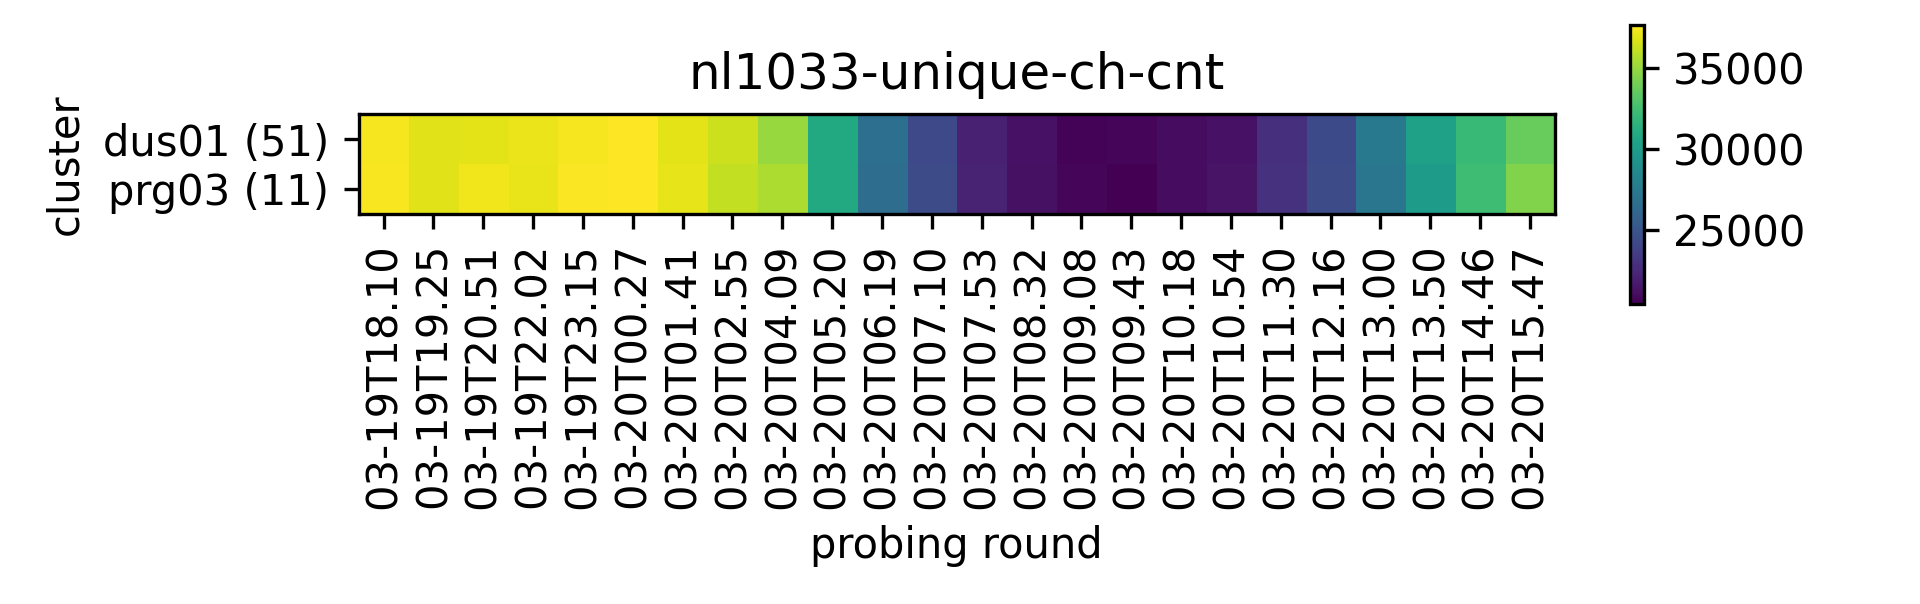 nl1033-unique-ch-cnt
cluster
dus01 (51)
prg03 (11)
03-19T18.10
03-19T19.25
03-19T20.51
03-19T22.02
03-19T23.15
03-20T00.27
03-20T01.41
03-20T02.55
03-20T04.09
03-20T05.20
03-20T06.19
03-20T07.10
03-20T07.53
03-20T08.32
03-20T09.08
03-20T09.43
03-20T10.18
03-20T10.54
03-20T11.30
03-20T12.16
03-20T13.00
03-20T13.50
03-20T14.46
03-20T15.47
probing round
35000
30000
25000